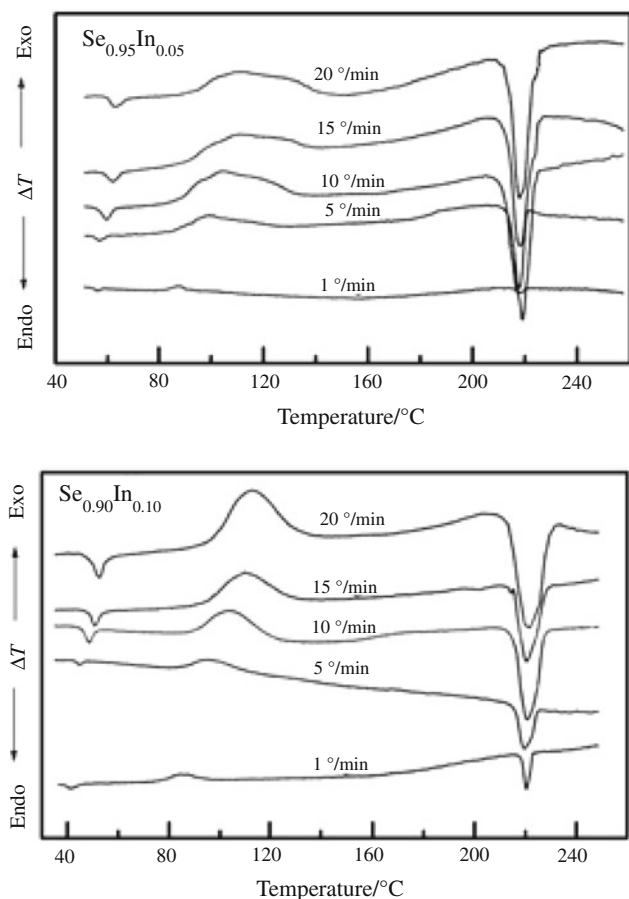 Se0.95In0.05
Exo
ΔT
Endo
20 °/min
15 °/min
10 °/min
5 °/min
1 °/min
40 80 120 160 200 240
Temperature/°C
Se0.90In0.10
Exo
ΔT
Endo
20 °/min
15 °/min
10 °/min
5 °/min
1 °/min
40 80 120 160 200 240
Temperature/°C